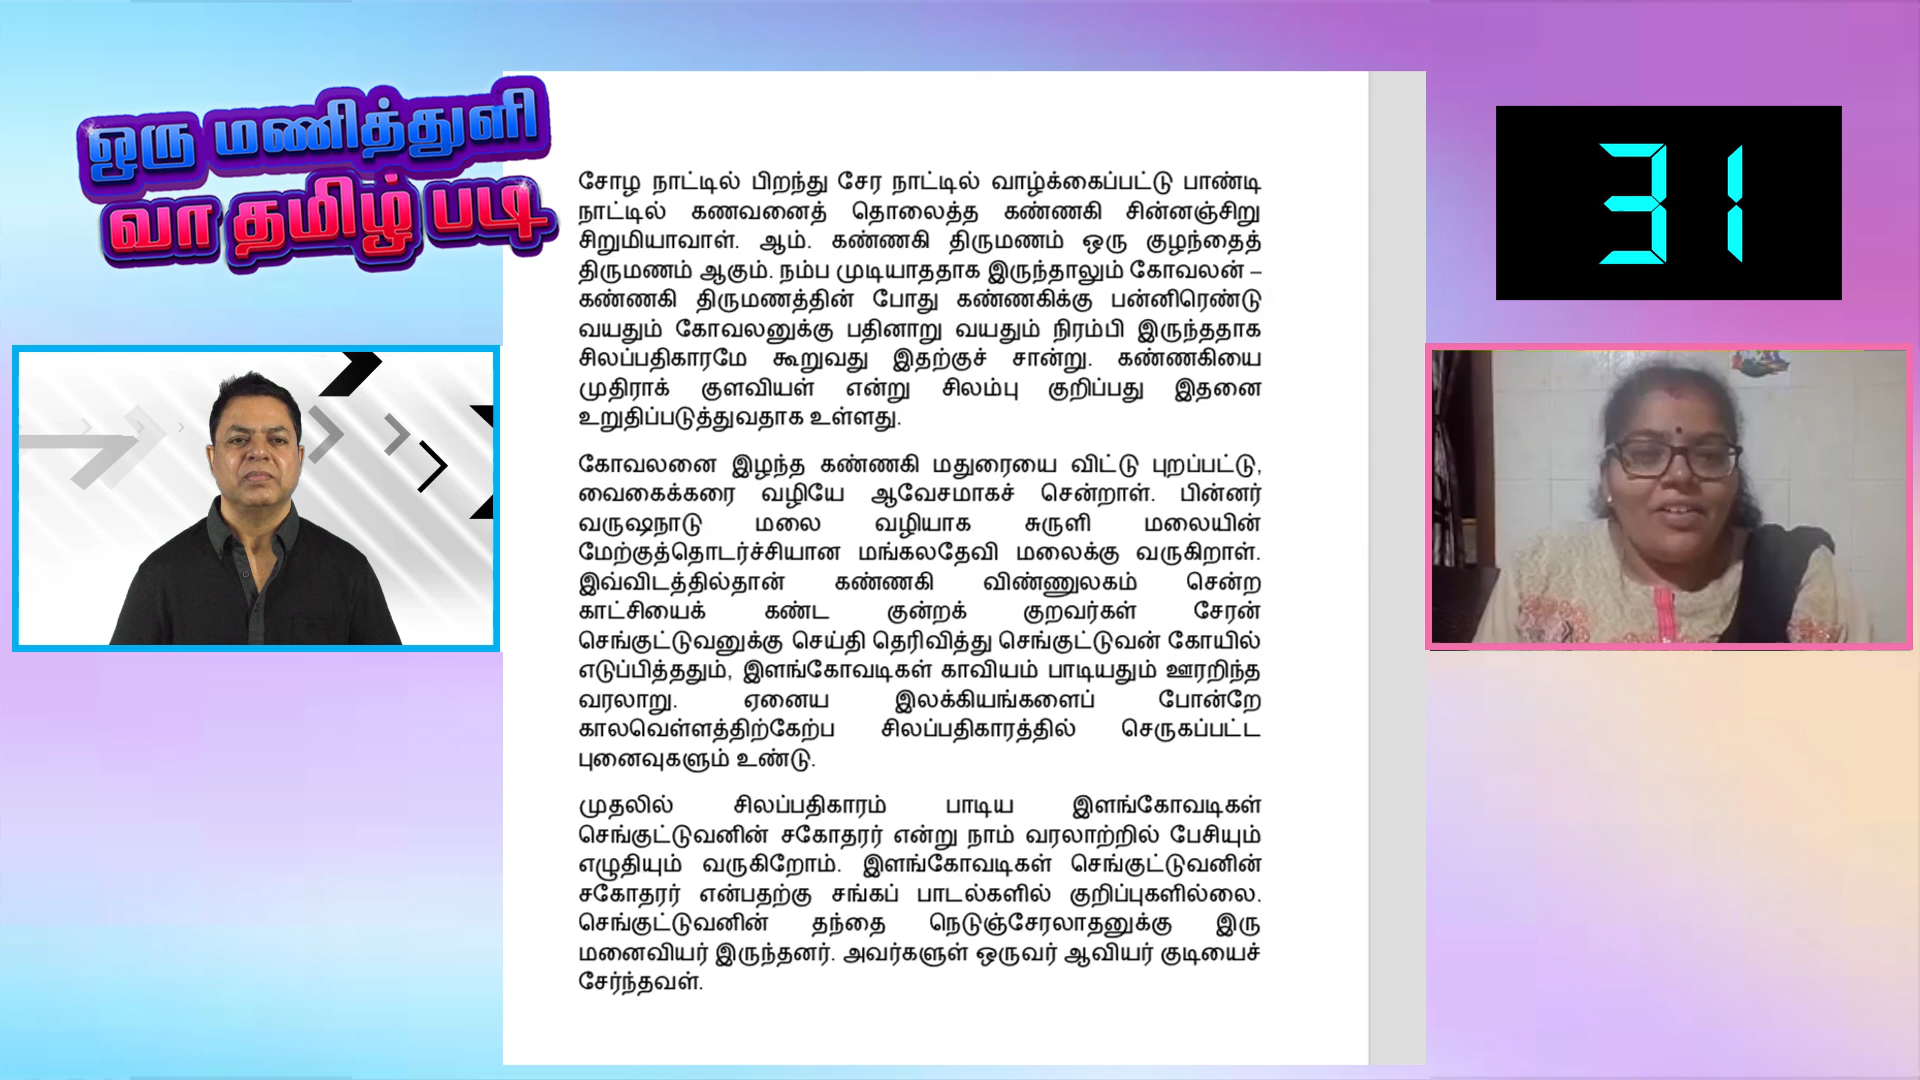 ஒரு மணித்துளி
வா தமிழ் படி
சோழ நாட்டில் பிறந்து சேர நாட்டில் வாழ்க்கைப்பட்டு பாண்டி
நாட்டில் கணவனைத் தொலைத்த கண்ணகி சின்னஞ்சிறு
சிறுமியாவாள். ஆம். கண்ணகி திருமணம் ஒரு குழந்தைத்
திருமணம் ஆகும். நம்ப முடியாததாக இருந்தாலும் கோவலன் –
கண்ணகி திருமணத்தின் போது கண்ணகிக்கு பன்னிரெண்டு
வயதும் கோவலனுக்கு பதினாறு வயதும் நிரம்பி இருந்ததாக
சிலப்பதிகாரமே கூறுவது இதற்குச் சான்று. கண்ணகியை
முதிராக் குளவியள் என்று சிலம்பு குறிப்பது இதனை
உறுதிப்படுத்துவதாக உள்ளது.
கோவலனை இழந்த கண்ணகி மதுரையை விட்டு புறப்பட்டு,
வைகைக்கரை வழியே ஆவேசமாகச் சென்றாள். பின்னர்
வருஷநாடு மலை வழியாக சுருளி மலையின்
மேற்குத்தொடர்ச்சியான மங்கலதேவி மலைக்கு வருகிறாள்.
இவ்விடத்தில்தான் கண்ணகி விண்ணுலகம் சென்ற
காட்சியைக் கண்ட குன்றக் குறவர்கள் சேரன்
செங்குட்டுவனுக்கு செய்தி தெரிவித்து செங்குட்டுவன் கோயில்
எடுப்பித்ததும், இளங்கோவடிகள் காவியம் பாடியதும் ஊரறிந்த
வரலாறு. ஏனைய இலக்கியங்களைப் போன்றே
காலவெள்ளத்திற்கேற்ப சிலப்பதிகாரத்தில் செருகப்பட்ட
புனைவுகளும் உண்டு.
முதலில் சிலப்பதிகாரம் பாடிய இளங்கோவடிகள்
செங்குட்டுவனின் சகோதரர் என்று நாம் வரலாற்றில் பேசியும்
எழுதியும் வருகிறோம். இளங்கோவடிகள் செங்குட்டுவனின்
சகோதரர் என்பதற்கு சங்கப் பாடல்களில் குறிப்புகளில்லை.
செங்குட்டுவனின் தந்தை நெடுஞ்சேரலாதனுக்கு இரு
மனைவியர் இருந்தனர். அவர்களுள் ஒருவர் ஆவியர் குடியைச்
சேர்ந்தவள்.
31